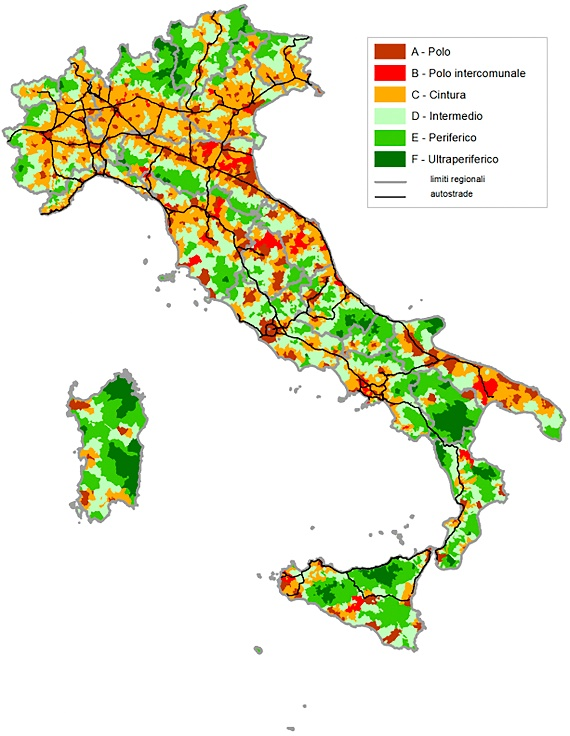 A - Polo
B - Polo intercomunale
C - Cintura
D - Intermedio
E - Periferico
F - Ultraperiferico
limiti regionali
autostrade